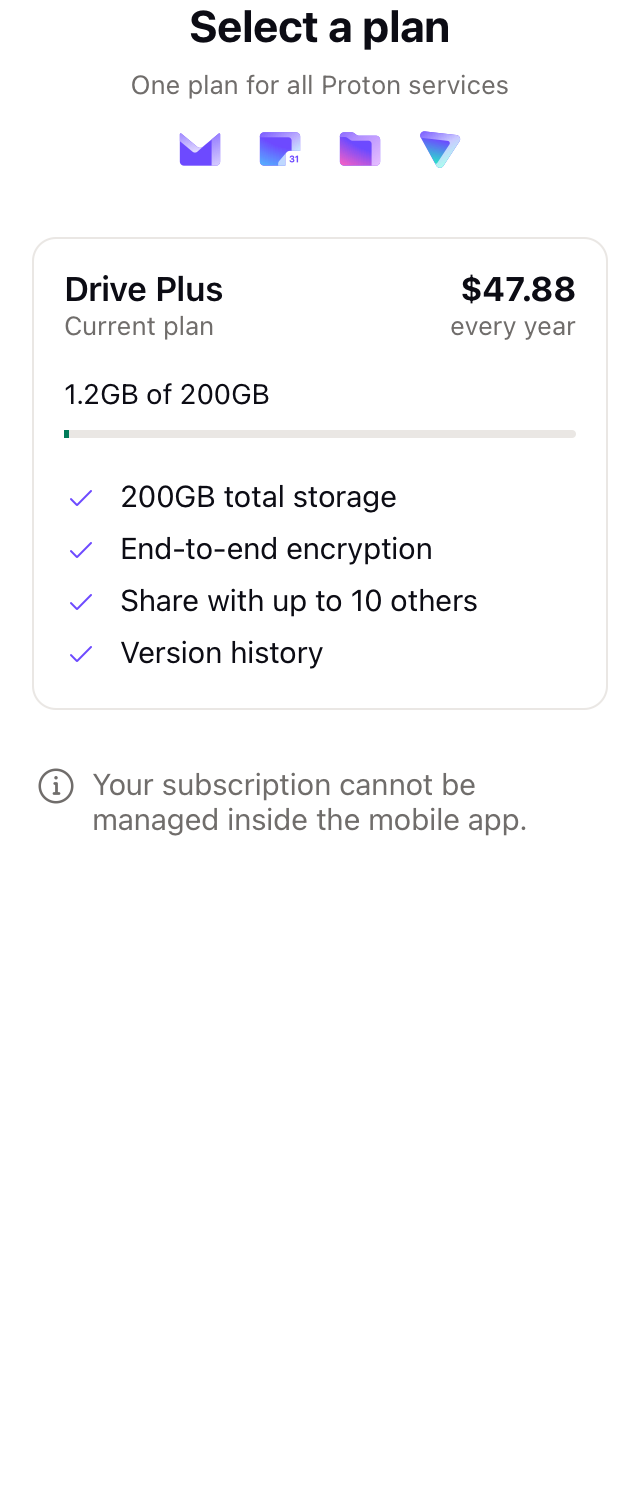 Select a plan
One plan for all Proton services
31
Drive Plus
$47.88
Current plan
every year
1.2GB of 200GB
200GB total storage
End-to-end encryption
Share with up to 10 others
Version history
Your subscription cannot be
managed inside the mobile app.